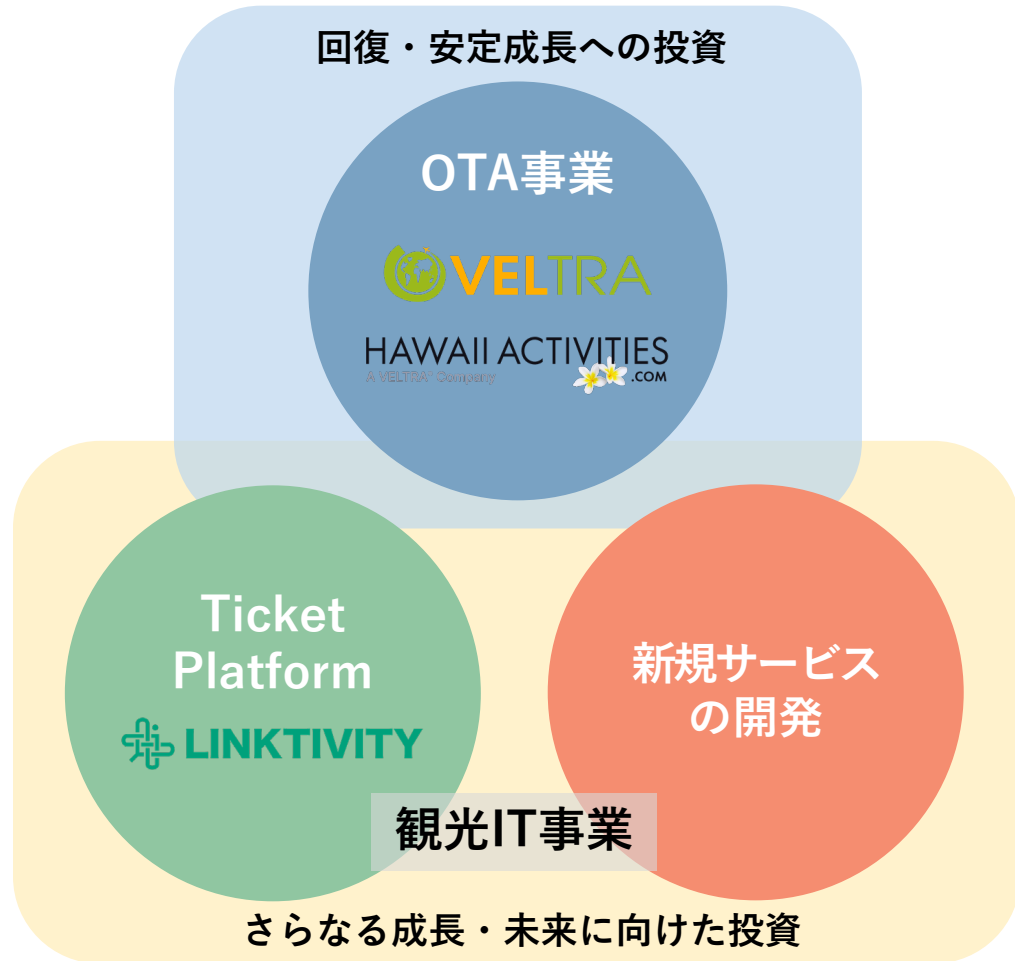 回復・安定成長への投資
OTA事業
VELTRA
HAWAII ACTIVITIES
A VELTRA Company
.COM
Ticket
Platform
LINKTIVITY
新規サービス
の開発
観光IT事業
さらなる成長・未来に向けた投資